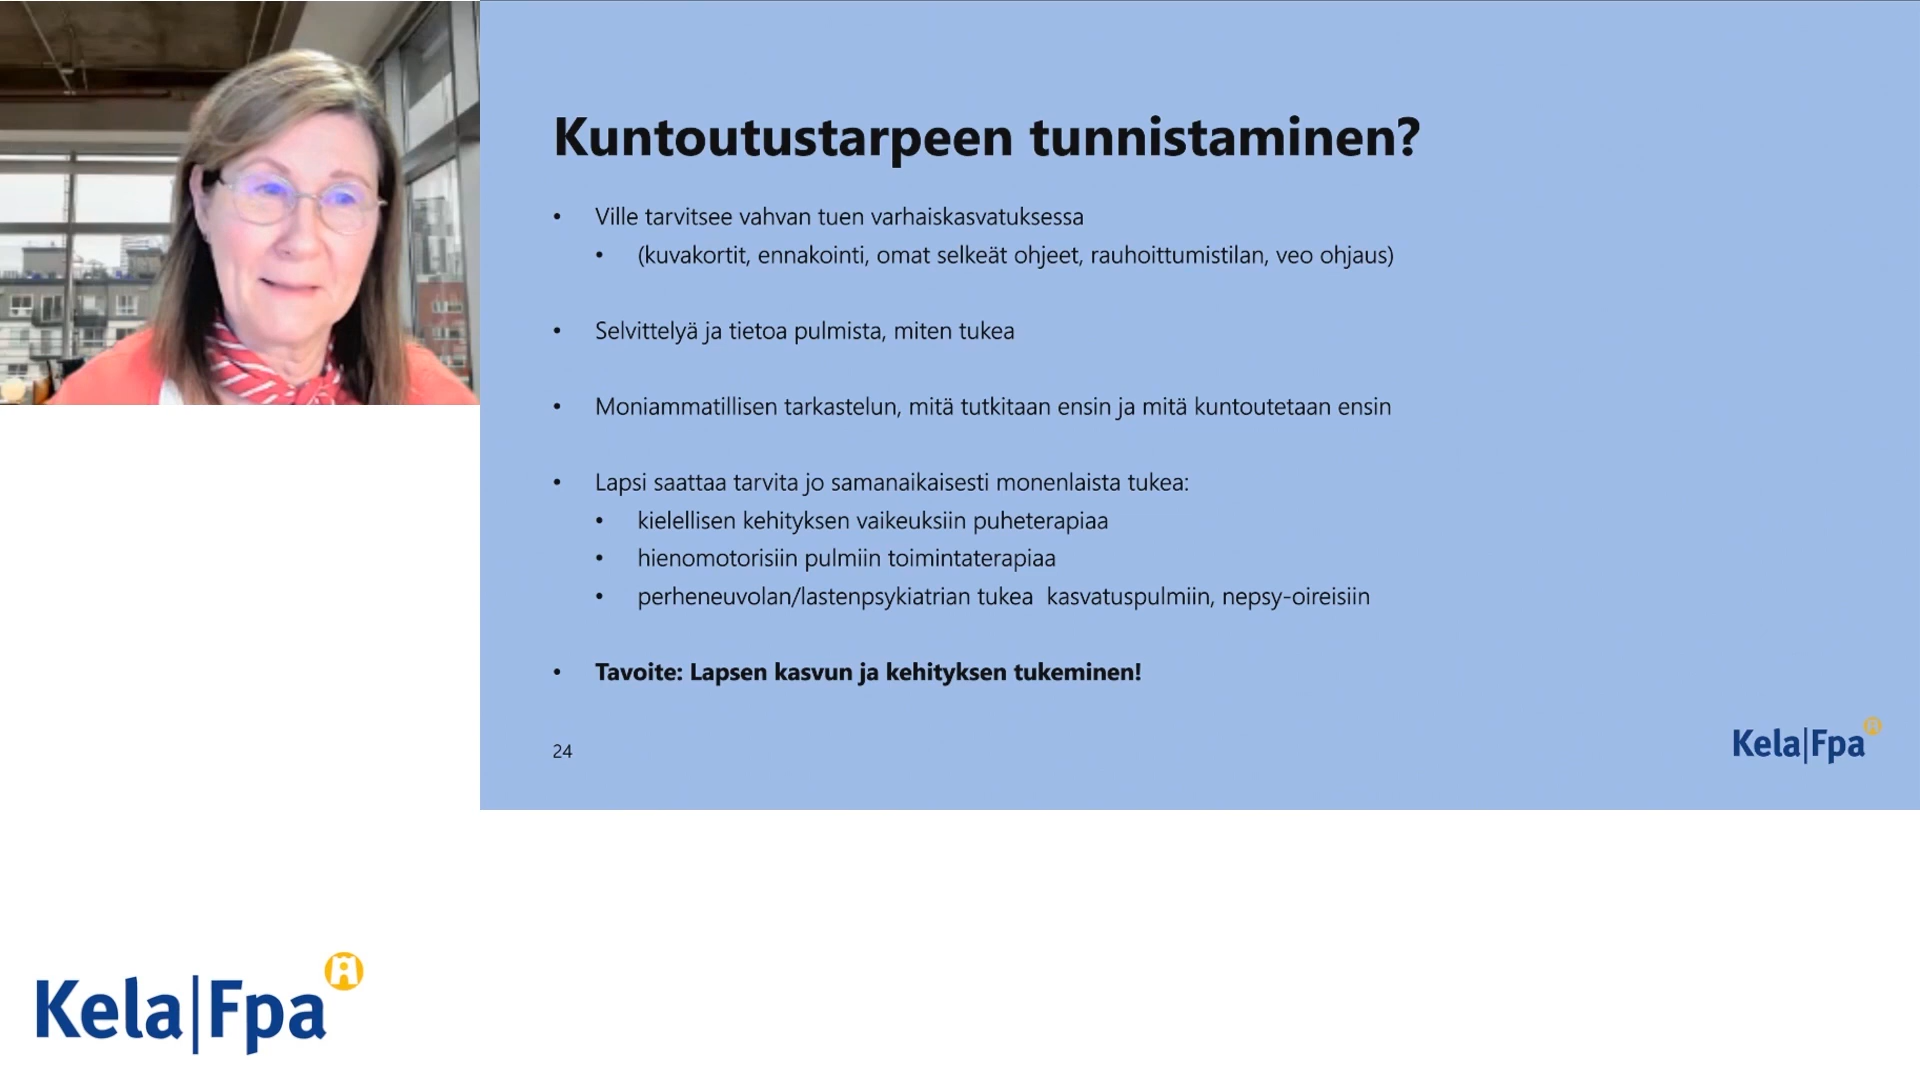 Kuntoutustarpeen tunnistaminen?
• Ville tarvitsee vahvan tuen varhaiskasvatuksessa
• (kuvakortit, ennakointi, omat selkeät ohjeet, rauhoittumistilan, veo ohjaus)
• Selvittelyä ja tietoa pulmista, miten tukea
• Moniammatillisen tarkastelun, mitä tutkitaan ensin ja mitä kuntoutetaan ensin
• Lapsi saattaa tarvita jo samanaikaisesti monenlaista tukea:
• kielellisen kehityksen vaikeuksiin puheterapiaa
• hienomotorisiin pulmiin toimintaterapiaa
• perheneuvolan/lastenpsykiatrian tukea  kasvatuspulmiin, nepsy-oireisiin
• Tavoite: Lapsen kasvun ja kehityksen tukeminen!
24
Kela|Fpa
Kela|Fpa